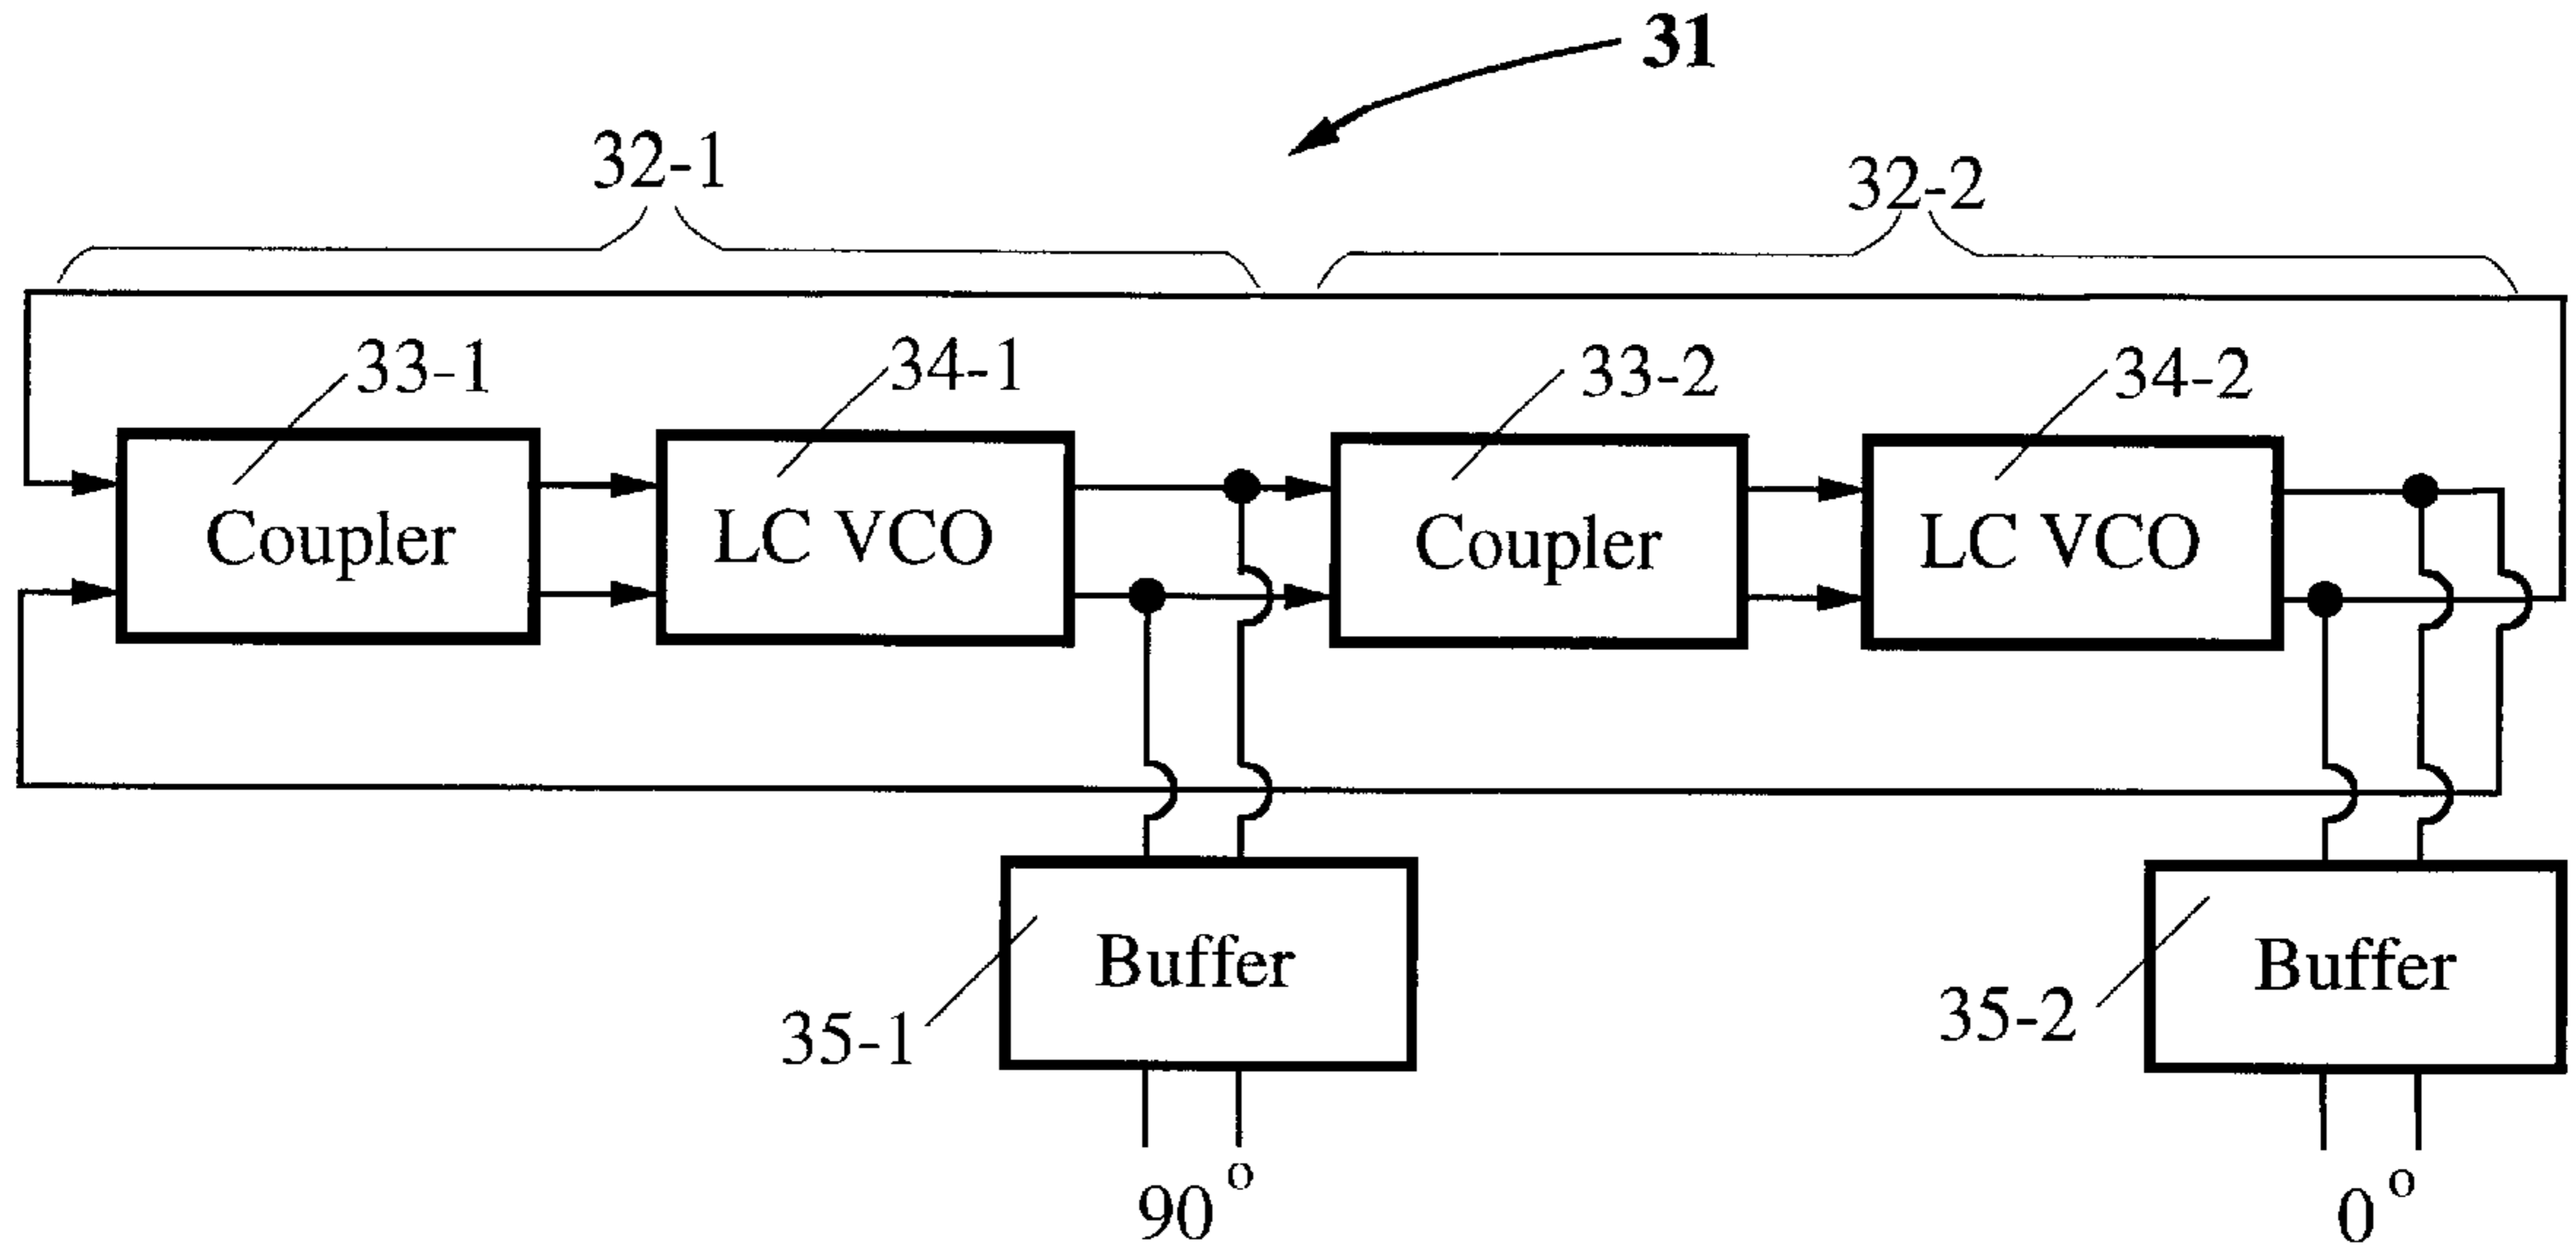 31
32-1
32-2
33-1
34-1
33-2
34-2
Coupler
LC VCO
Coupler
LC VCO
Buffer
Buffer
35-1
35-2
90°
0°